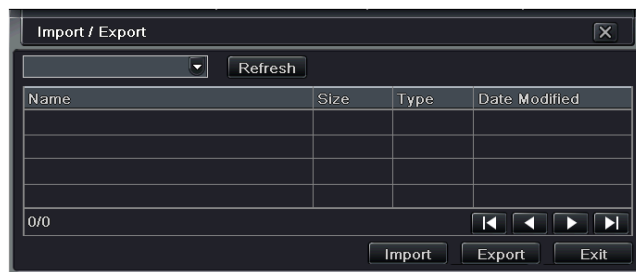 Import / Export
Refresh
Name Size Type Date Modified
0/0
Import Export Exit